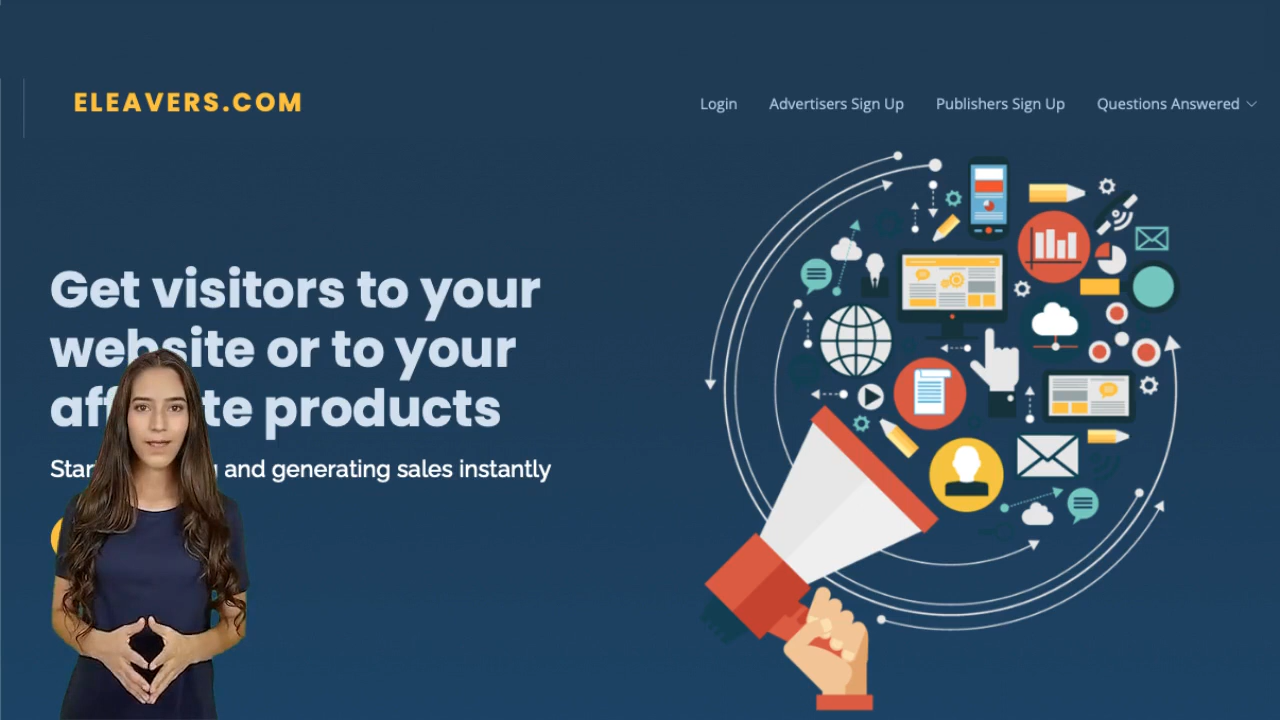 ELEAVERS.COM
Login Advertisers Sign Up Publishers Sign Up Questions Answered
Get visitors to your
website or to your
products
and generating sales instantly